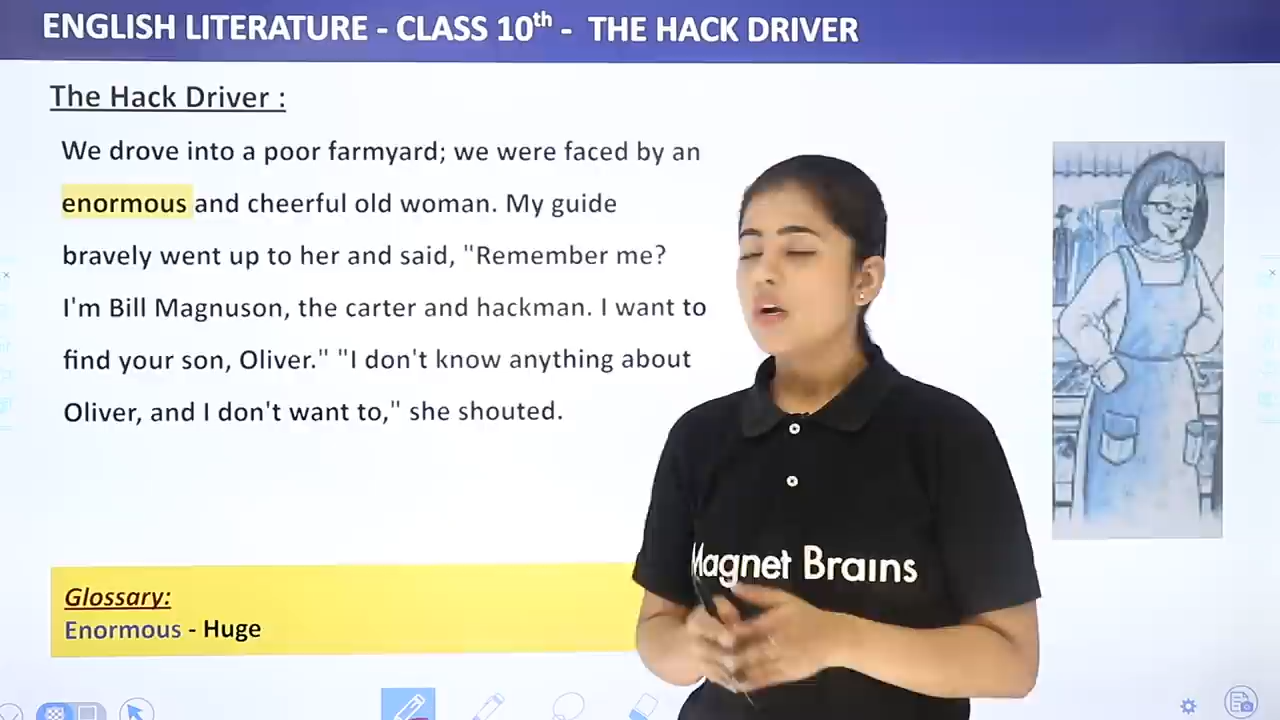 ENGLISH LITERATURE - CLASS 10th - THE HACK DRIVER
The Hack Driver :
We drove into a poor farmyard; we were faced by an
enormous and cheerful old woman. My guide
bravely went up to her and said, "Remember me?
I'm Bill Magnuson, the carter and hackman. I want to
find your son, Oliver." "I don't know anything about
Oliver, and I don't want to," she shouted.
Magnet Brains
Glossary:
Enormous - Huge